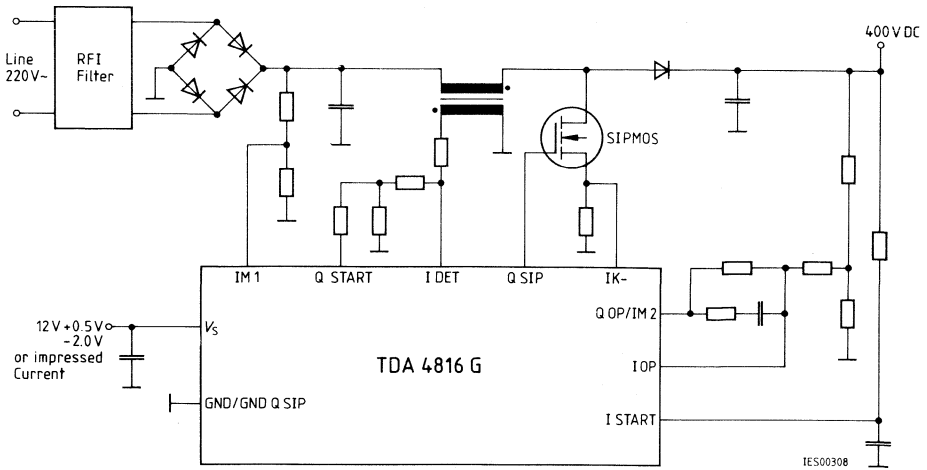 400 V DC
Line
220V~
RFI
Filter
SIPMOS
IM 1
Q START
I DET
Q SIP
IK-
Q OP/IM 2
12 V +0.5 V
-2.0 V
or impressed
Current
VS
TDA 4816 G
I OP
GND/GND Q SIP
I START
IES00308